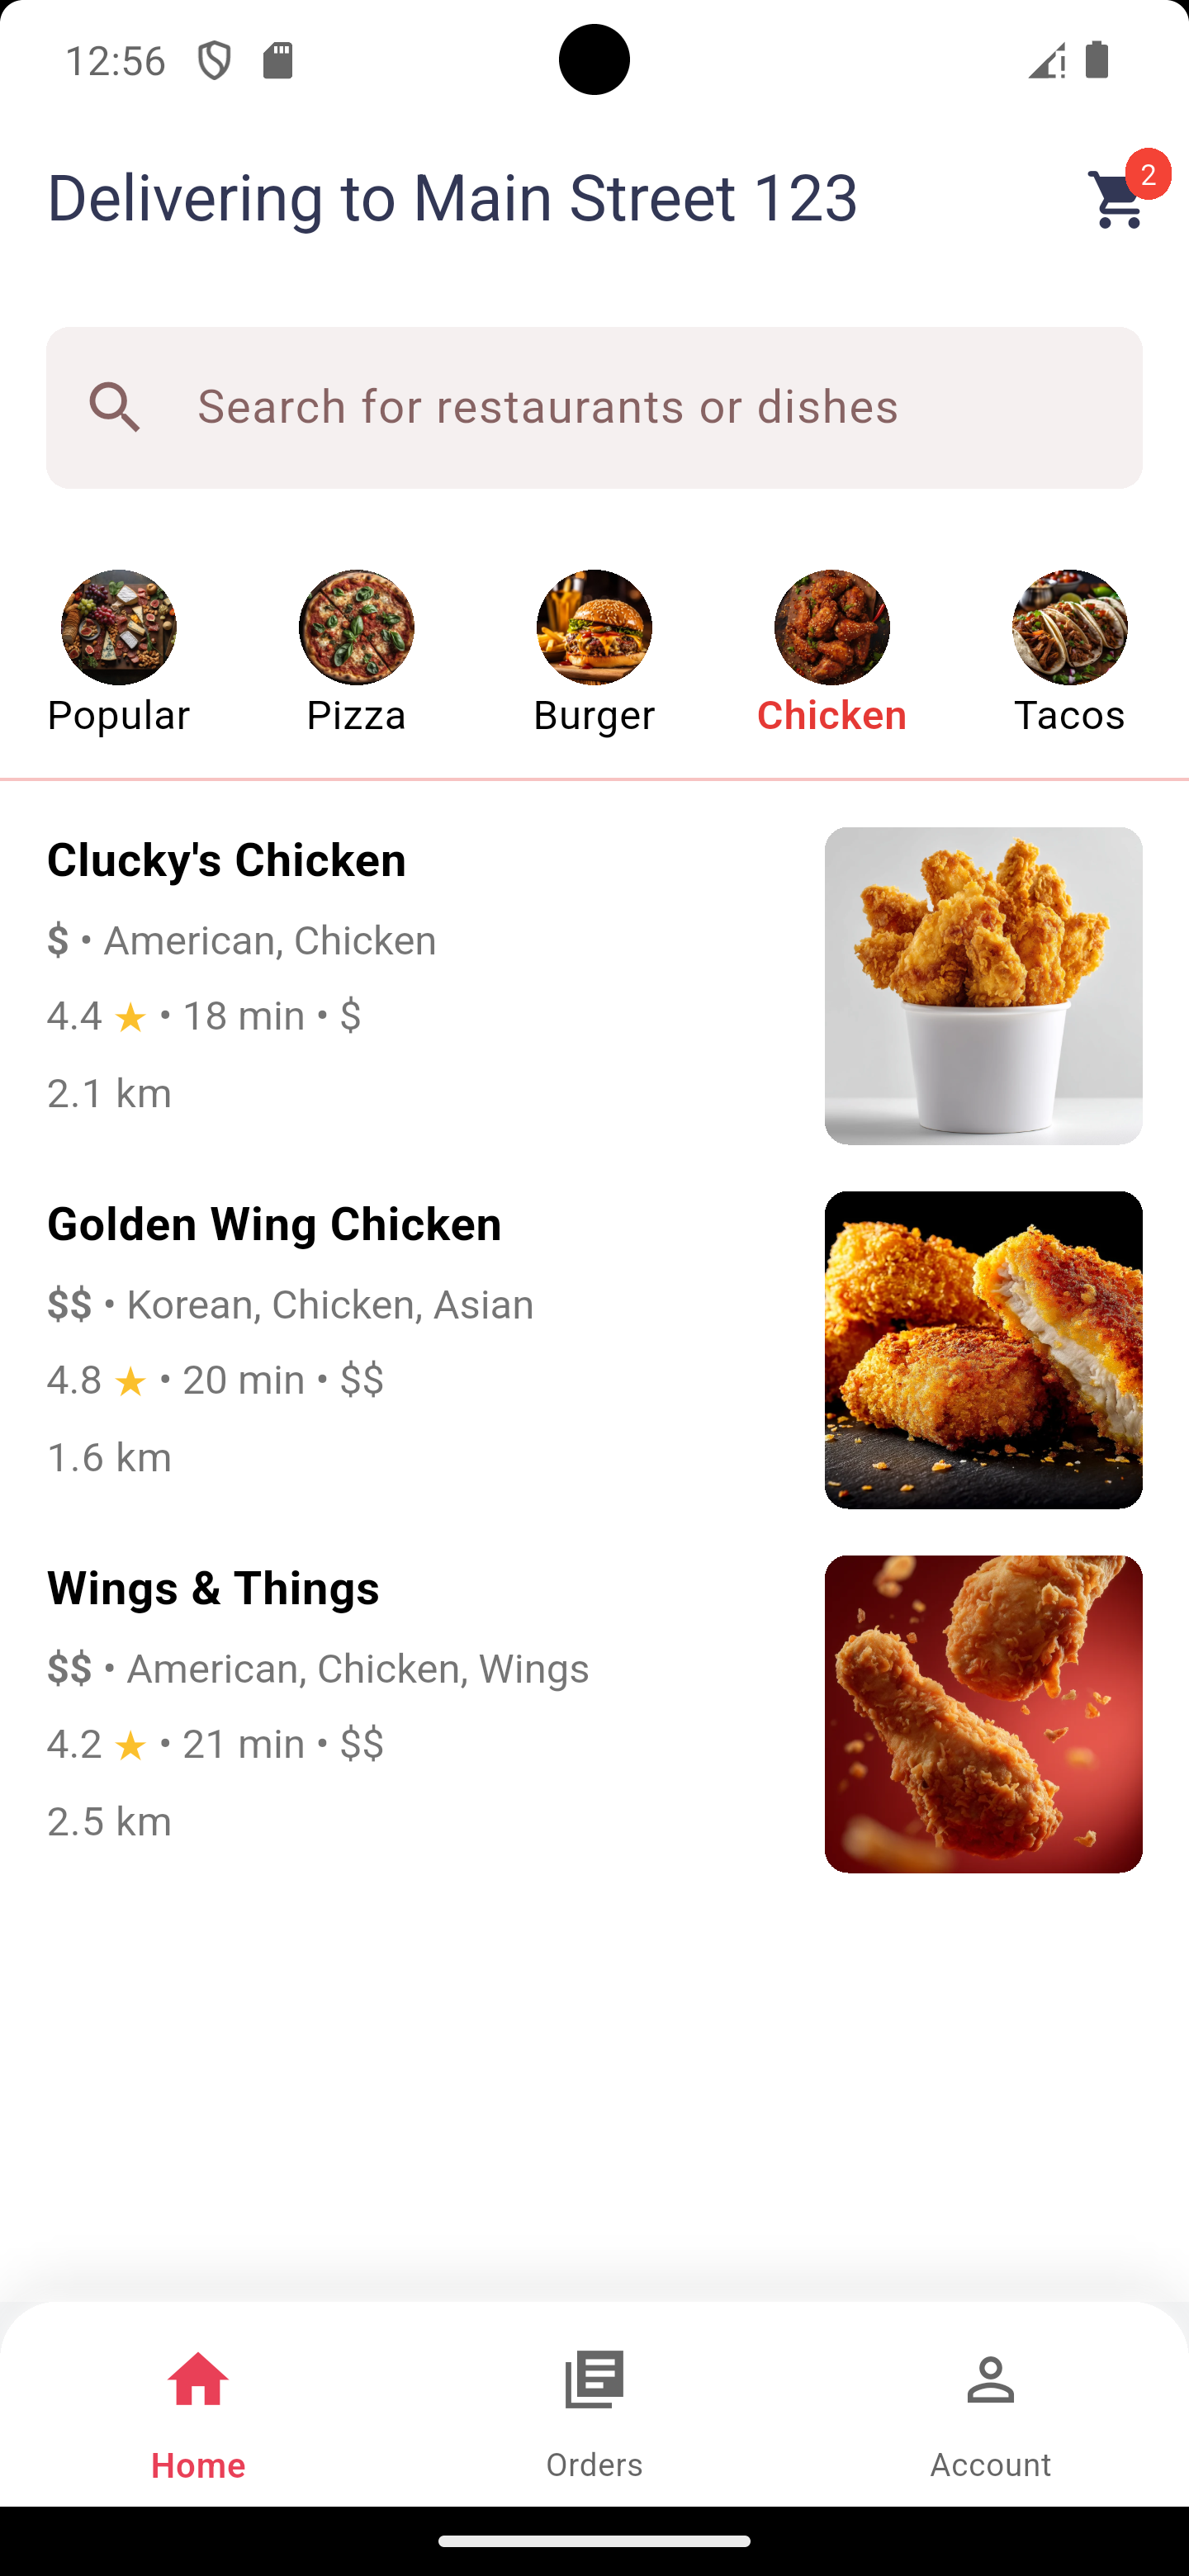 12:56
Delivering to Main Street 123
2
Search for restaurants or dishes
Popular Pizza Burger Chicken Tacos
Clucky's Chicken
$ • American, Chicken
4.4 ★ • 18 min • $
2.1 km
Golden Wing Chicken
$$ • Korean, Chicken, Asian
4.8 ★ • 20 min • $$
1.6 km
Wings & Things
$$ • American, Chicken, Wings
4.2 ★ • 21 min • $$
2.5 km
Home Orders Account